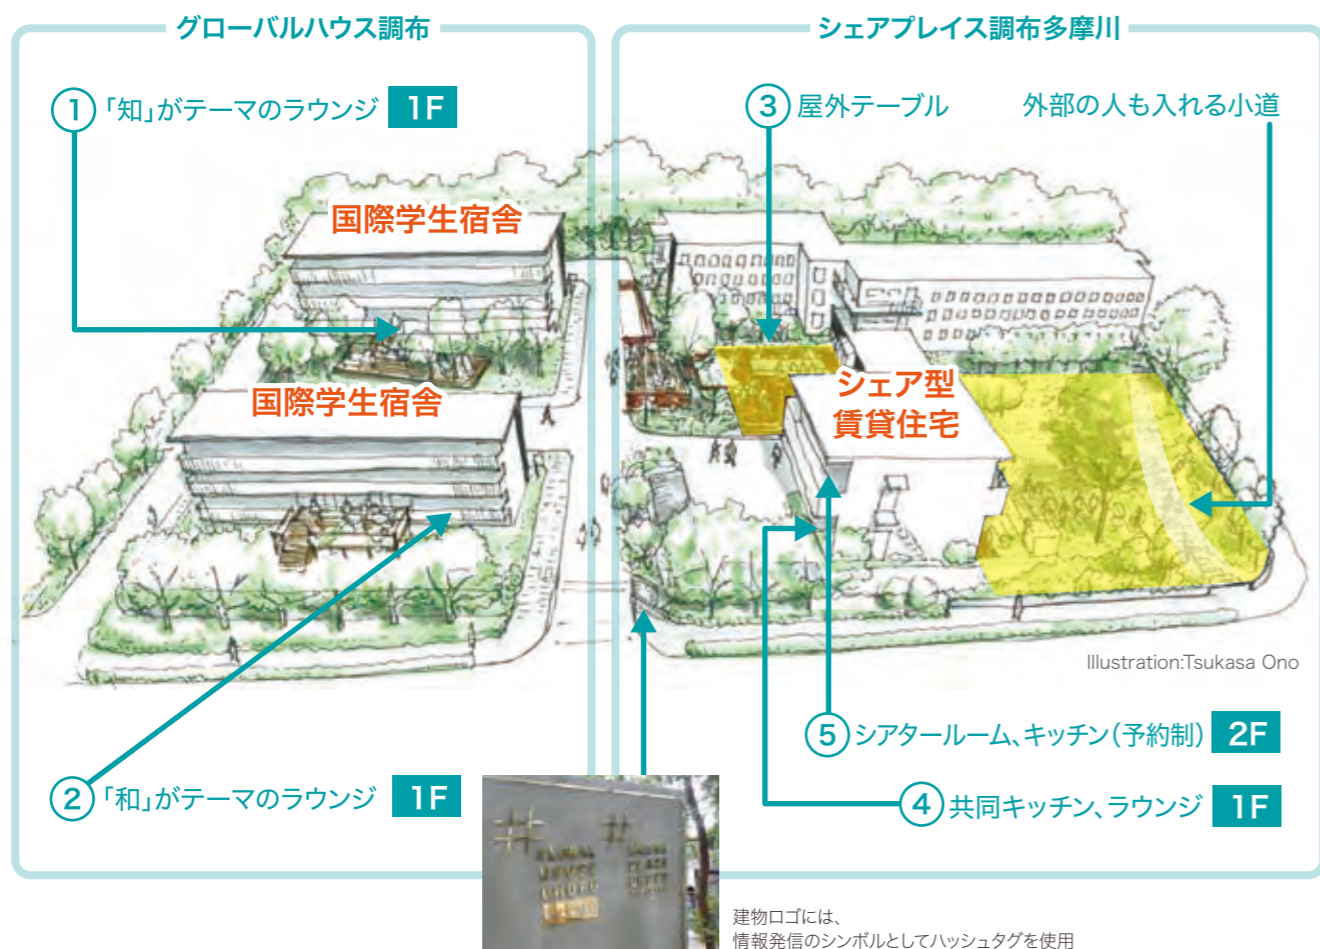 グローバルハウス調布
シェアプレイス調布多摩川
① 「知」がテーマのラウンジ 1F
③ 屋外テーブル
外部の人も入れる小道
国際学生宿舎
国際学生宿舎
シェア型
賃貸住宅
Illustration:Tsukasa Ono
⑤ シアタールーム、キッチン(予約制) 2F
② 「和」がテーマのラウンジ 1F
④ 共同キッチン、ラウンジ 1F
建物ロゴには、
情報発信のシンボルとしてハッシュタグを使用